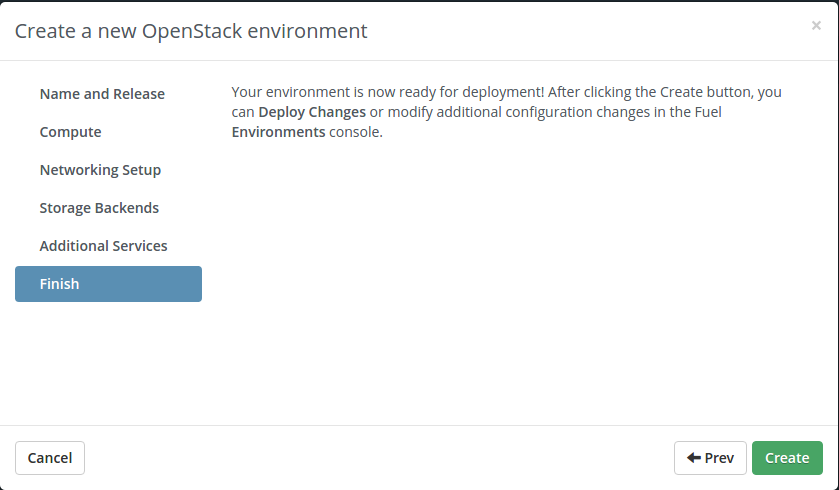 Create a new OpenStack environment
×
Name and Release
Compute
Networking Setup
Storage Backends
Additional Services
Finish
Your environment is now ready for deployment! After clicking the Create button, you
can Deploy Changes or modify additional configuration changes in the Fuel
Environments console.
Cancel
Prev
Create